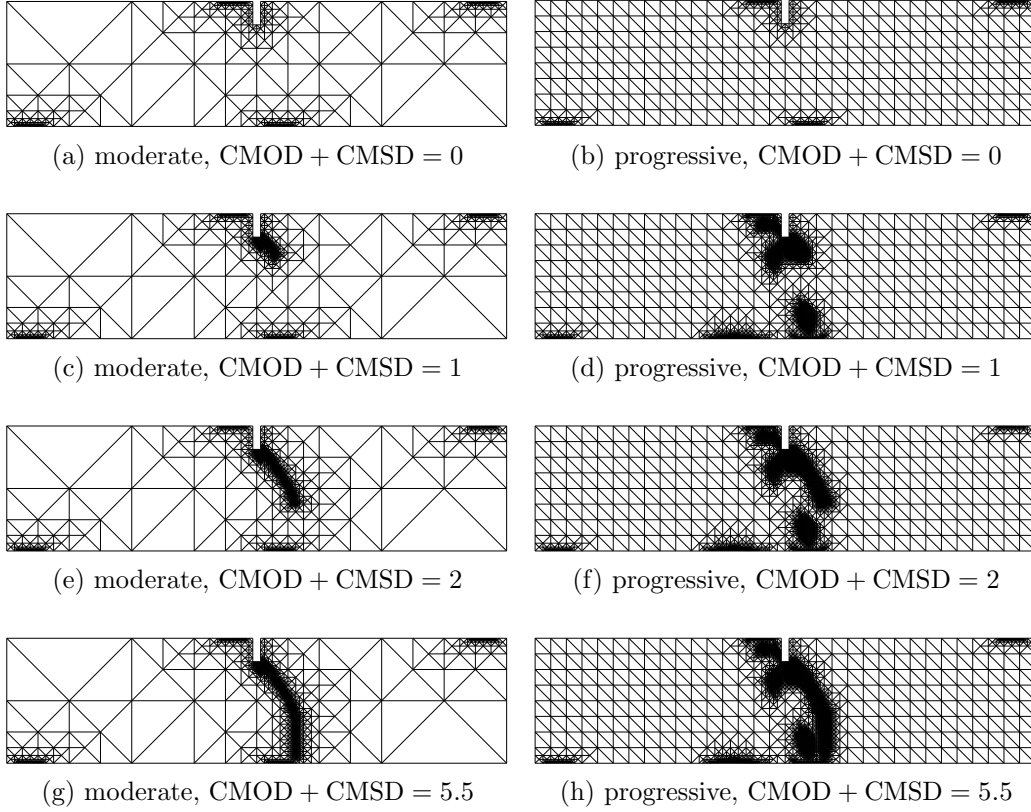 (a) moderate, CMOD + CMSD = 0
(b) progressive, CMOD + CMSD = 0
(c) moderate, CMOD + CMSD = 1
(d) progressive, CMOD + CMSD = 1
(e) moderate, CMOD + CMSD = 2
(f) progressive, CMOD + CMSD = 2
(g) moderate, CMOD + CMSD = 5.5
(h) progressive, CMOD + CMSD = 5.5